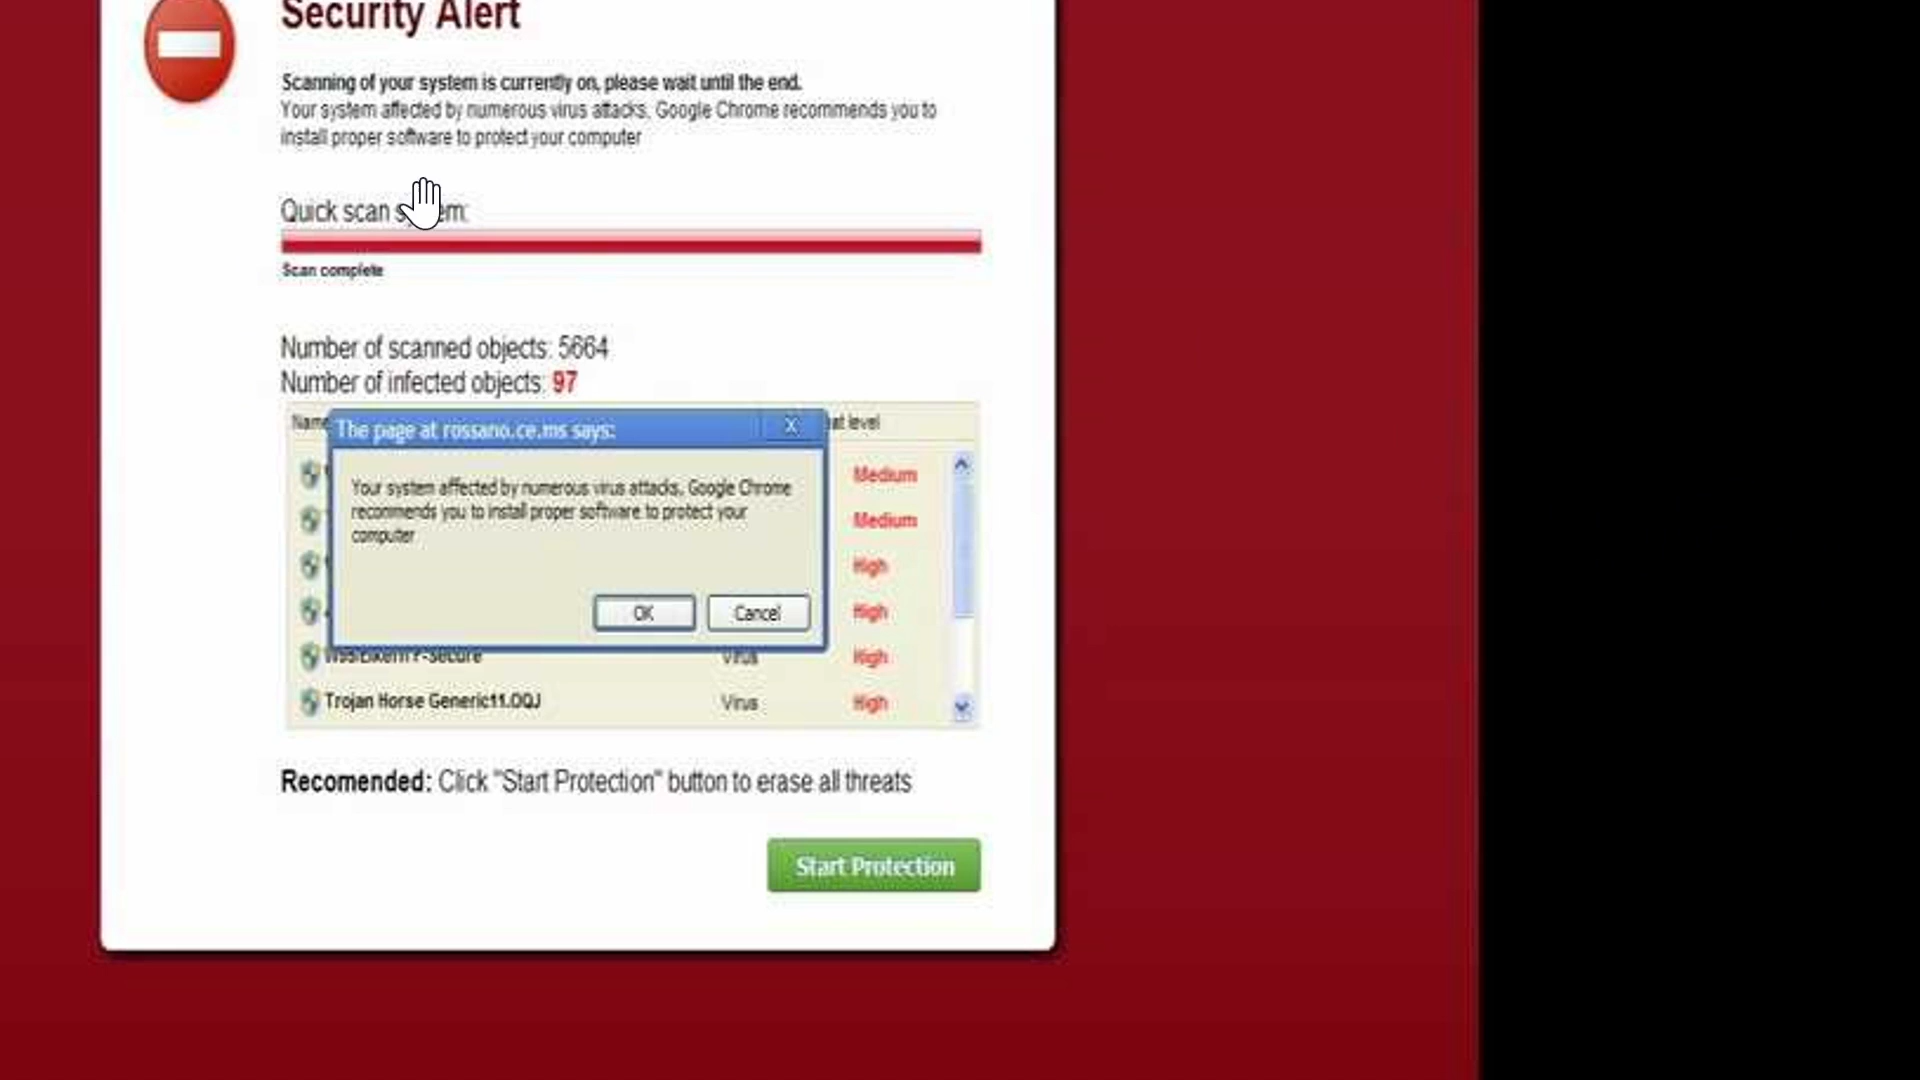 Security Alert
Scanning of your system is currently on, please wait until the end.
Your system affected by numerous virus attacks, Google Chrome recommends you to
install proper software to protect your computer
Quick scan
Scan complete
Number of scanned objects: 5664
Number of infected objects: 97
Name
level
The page at rossano.ce.ms says:
X
Your system affected by numerous virus attacks, Google Chrome
recommends you to install proper software to protect your
computer
OK Cancel
Medium
Medium
High
High
Virus High
Trojan Horse Generic11.OQJ Virus High
Recomended: Click "Start Protection" button to erase all threats
Start Protection